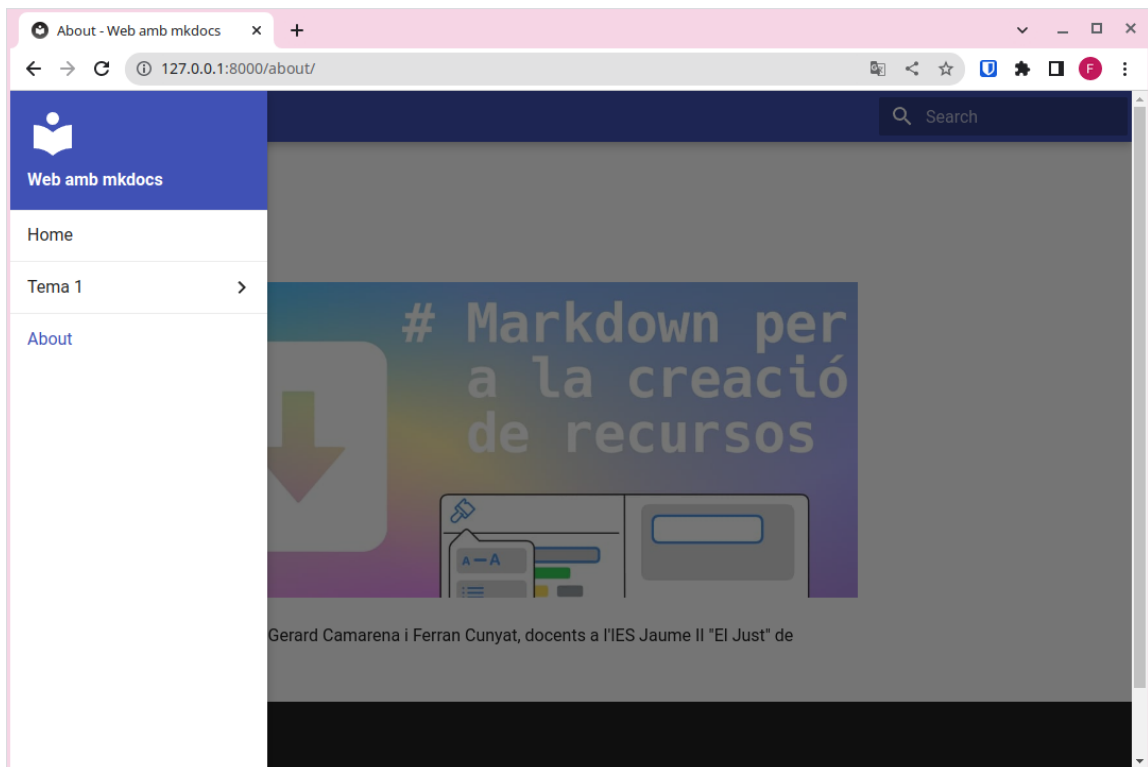 About - Web amb mkdocs
127.0.0.1:8000/about/
F
Search
Web amb mkdocs
Home
Tema 1
About
# Markdown per
a la creació
de recursos
A — A
Gerard Camarena i Ferran Cunyat, docents a l'IES Jaume II "El Just" de